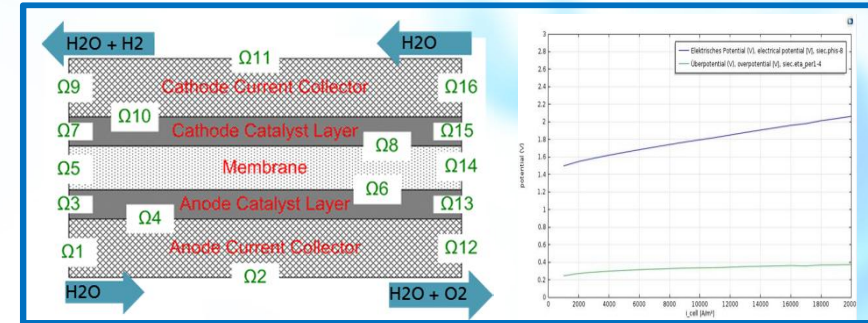 H2O + H2
H2O
Ω11
Ω9
Cathode Current Collector
Ω16
Ω10
Ω7
Cathode Catalyst Layer
Ω15
Ω8
Ω5
Membrane
Ω14
Ω6
Ω3
Anode Catalyst Layer
Ω13
Ω4
Ω1
Anode Current Collector
Ω12
Ω2
H2O
H2O + O2
Elektrisches Potential (V), electrical potential [V], siec.phis-8
Überpotential (V), overpotential [V], siec.eta_per1-4
potential (V)
3
2.8
2.6
2.4
2.2
2
1.8
1.6
1.4
1.2
1
0.8
0.6
0.4
0.2
0
0
2000
4000
6000
8000
10000
12000
14000
16000
18000
20000
i_cell [A/m²]